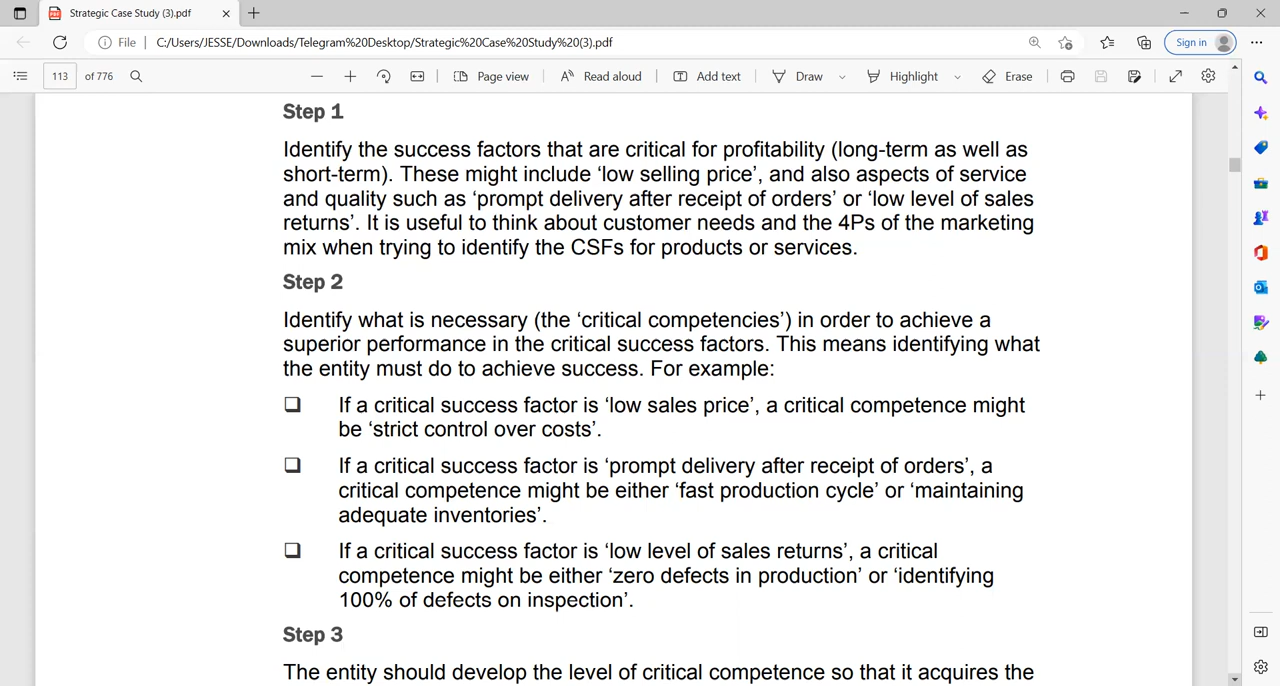 Strategic Case Study (3).pdf
File | C:/Users/JESSE/Downloads/Telegram%20Desktop/Strategic%20Case%20Study%20(3).pdf
Sign in
113 of 776
Page view
Read aloud
Add text
Draw
Highlight
Erase
Step 1
Identify the success factors that are critical for profitability (long-term as well as
short-term). These might include ‘low selling price’, and also aspects of service
and quality such as ‘prompt delivery after receipt of orders’ or ‘low level of sales
returns’. It is useful to think about customer needs and the 4Ps of the marketing
mix when trying to identify the CSFs for products or services.
Step 2
Identify what is necessary (the ‘critical competencies’) in order to achieve a
superior performance in the critical success factors. This means identifying what
the entity must do to achieve success. For example:
❑ If a critical success factor is ‘low sales price’, a critical competence might
be ‘strict control over costs’.
❑ If a critical success factor is ‘prompt delivery after receipt of orders’, a
critical competence might be either ‘fast production cycle’ or ‘maintaining
adequate inventories’.
❑ If a critical success factor is ‘low level of sales returns’, a critical
competence might be either ‘zero defects in production’ or ‘identifying
100% of defects on inspection’.
Step 3
The entity should develop the level of critical competence so that it acquires the